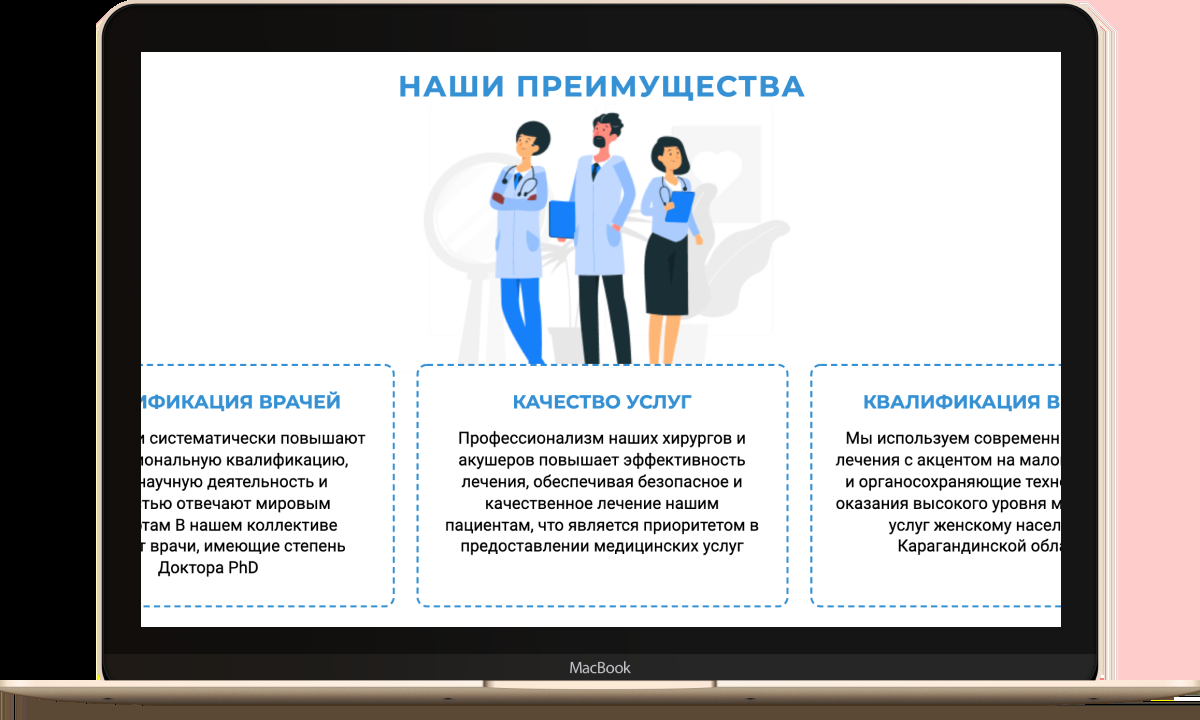 НАШИ ПРЕИМУЩЕСТВА
ИФИКАЦИЯ ВРАЧЕЙ
и систематически повышают
иональную квалификацию,
научную деятельность и
тью отвечают мировым
там В нашем коллективе
т врачи, имеющие степень
Доктора PhD
КАЧЕСТВО УСЛУГ
Профессионализм наших хирургов и
акушеров повышает эффективность
лечения, обеспечивая безопасное и
качественное лечение нашим
пациентам, что является приоритетом в
предоставлении медицинских услуг
КВАЛИФИКАЦИЯ В
Мы используем современн
лечения с акцентом на мало
и органосохраняющие техн
оказания высокого уровня м
услуг женскому насел
Карагандинской обла
MacBook